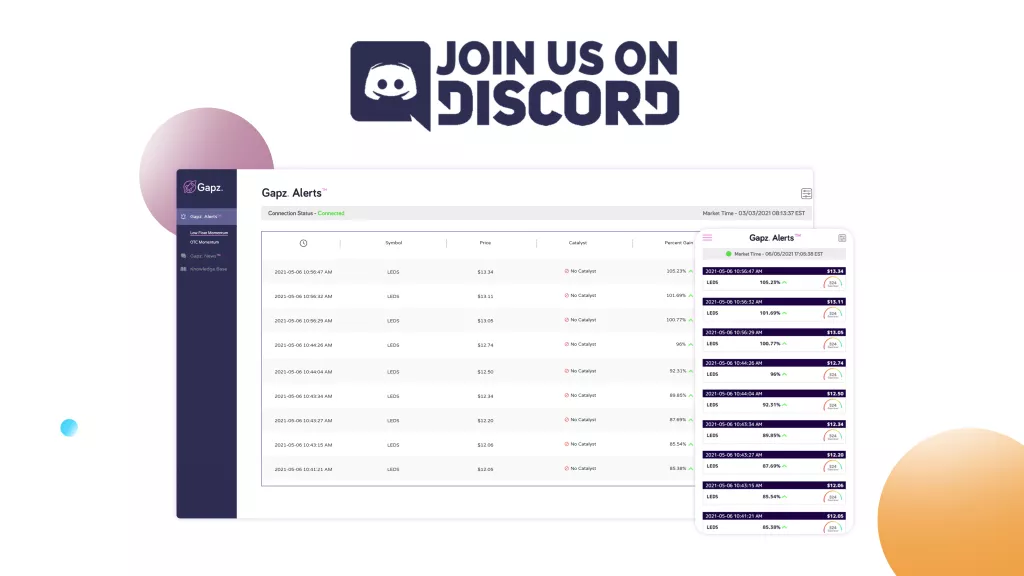 JOIN US ON
DISCORD
Gapz.
Gapz. Alerts™
Low Float Momentum
OTC Momentum
Gapz. News™
Knowledge Base
Gapz. Alerts™
Connection Status - Connected
Market Time - 03/03/2021 08:13:37 EST
Symbol Price Catalyst Percent Gain
2021-05-06 10:56:47 AM LEDS $13.34 No Catalyst 105.23%
2021-05-06 10:56:32 AM LEDS $13.11 No Catalyst 101.69%
2021-05-06 10:56:29 AM LEDS $13.05 No Catalyst 100.77%
2021-05-06 10:44:26 AM LEDS $12.74 No Catalyst 96%
2021-05-06 10:44:04 AM LEDS $12.50 No Catalyst 92.31%
2021-05-06 10:43:34 AM LEDS $12.34 No Catalyst 89.85%
2021-05-06 10:43:27 AM LEDS $12.20 No Catalyst 87.69%
2021-05-06 10:43:15 AM LEDS $12.06 No Catalyst 85.54%
2021-05-06 10:41:21 AM LEDS $12.05 No Catalyst 85.38%
Gapz. Alerts™
Market Time - 06/05/2021 17:05:38 EST
2021-05-06 10:56:47 AM $13.34
LEDS 105.23% 324
2021-05-06 10:56:32 AM $13.11
LEDS 101.69% 324
2021-05-06 10:56:29 AM $13.05
LEDS 100.77% 324
2021-05-06 10:44:26 AM $12.74
LEDS 96% 324
2021-05-06 10:44:04 AM $12.50
LEDS 92.31% 324
2021-05-06 10:43:34 AM $12.34
LEDS 89.85% 324
2021-05-06 10:43:27 AM $12.20
LEDS 87.69% 324
2021-05-06 10:43:15 AM $12.06
LEDS 85.54% 324
2021-05-06 10:41:21 AM $12.05
LEDS 85.38% 324